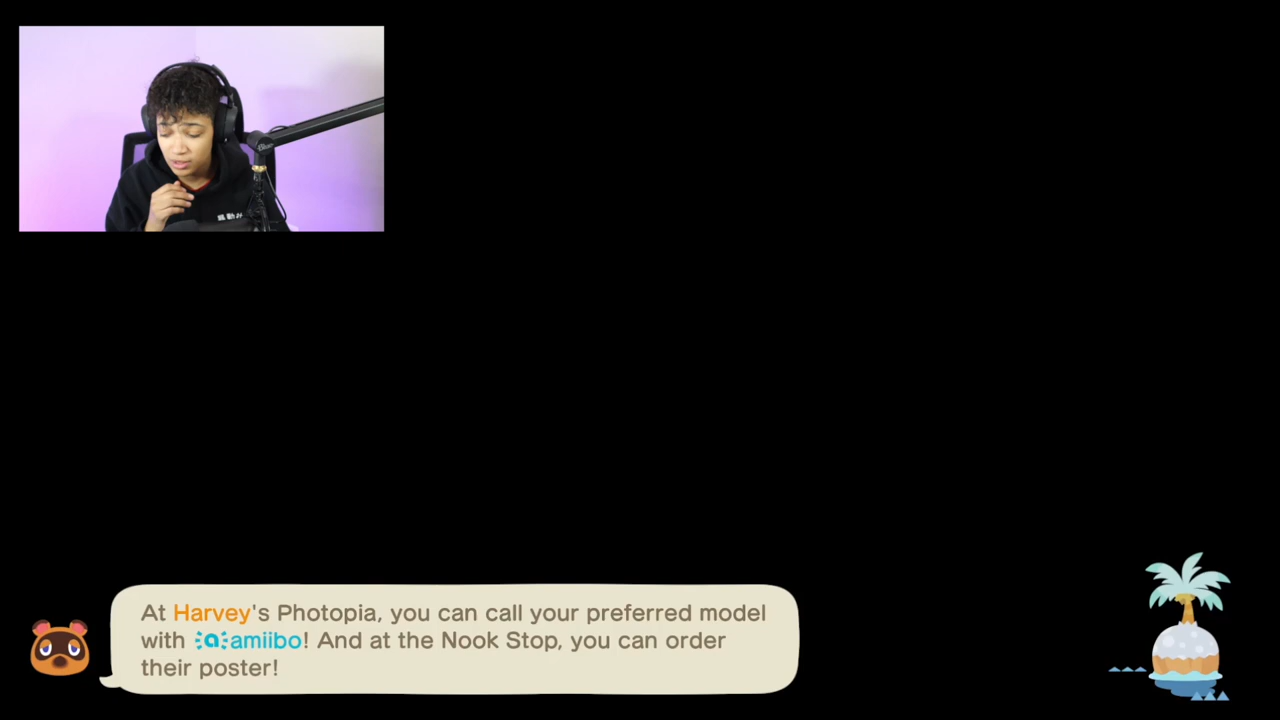 At Harvey's Photopia, you can call your preferred model
with amiibo! And at the Nook Stop, you can order
their poster!